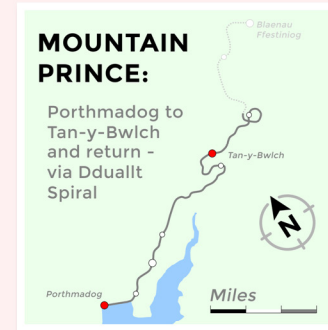 MOUNTAIN
PRINCE:
Porthmadog to
Tan-y-Bwlch
and return -
via Dduallt
Spiral
Blaenau
Ffestiniog
Tan-y-Bwlch
N
Porthmadog
Miles